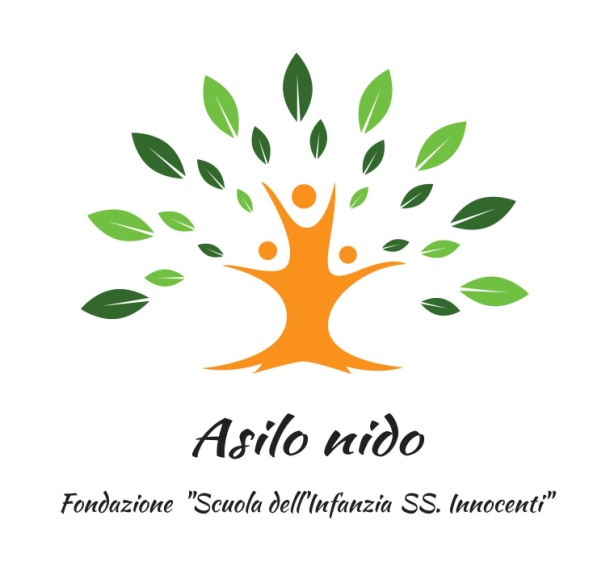 Asilo nido
Fondazione "Scuola dell'Infanzia SS. Innocenti"